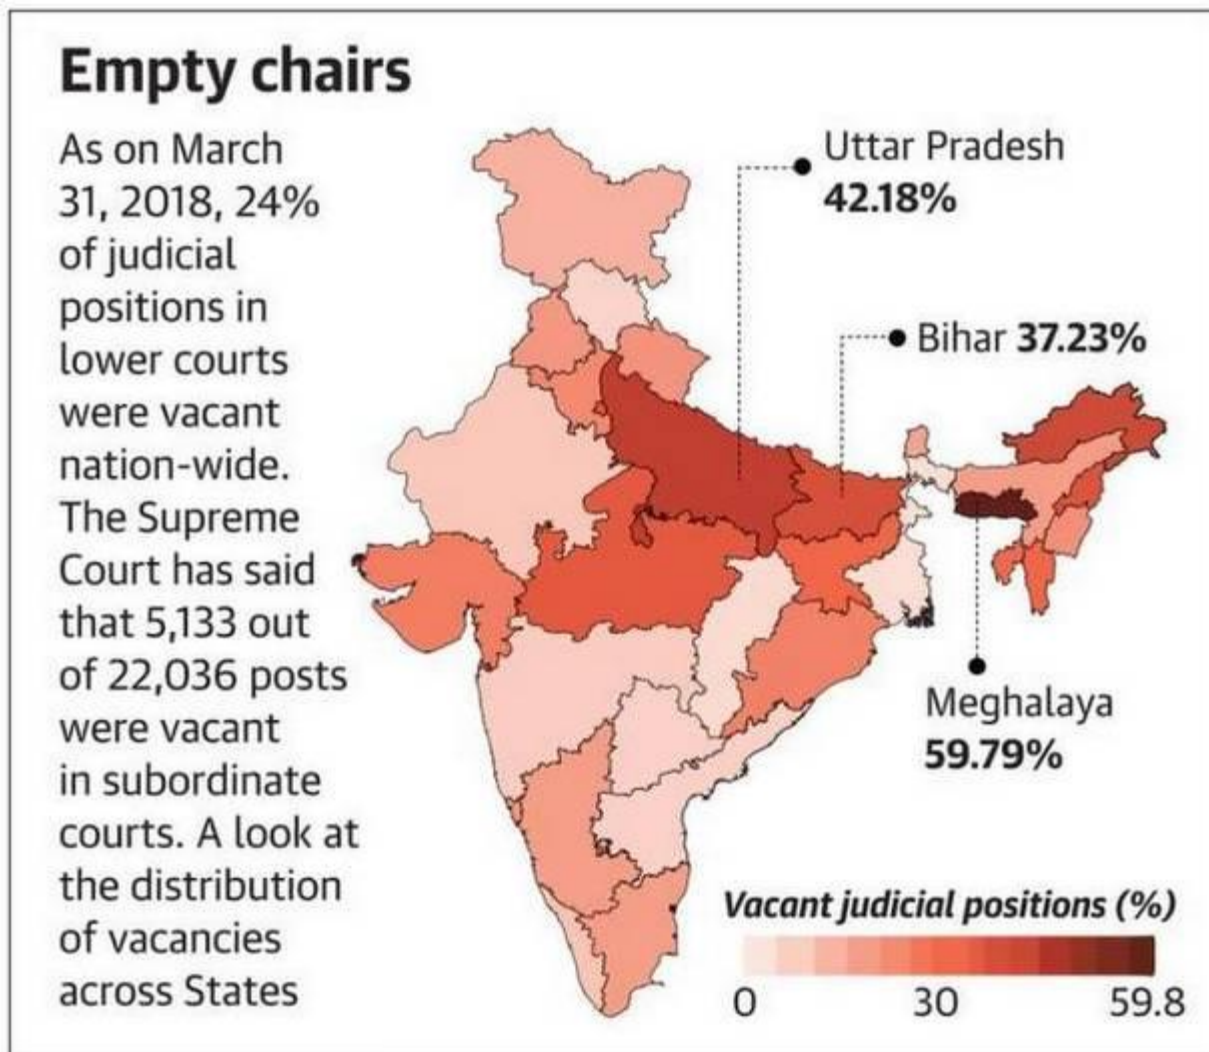 Empty chairs
As on March
31, 2018, 24%
of judicial
positions in
lower courts
were vacant
nation-wide.
The Supreme
Court has said
that 5,133 out
of 22,036 posts
were vacant
in subordinate
courts. A look at
the distribution
of vacancies
across States
Uttar Pradesh
42.18%
Bihar 37.23%
Meghalaya
59.79%
Vacant judicial positions (%)
0 30 59.8